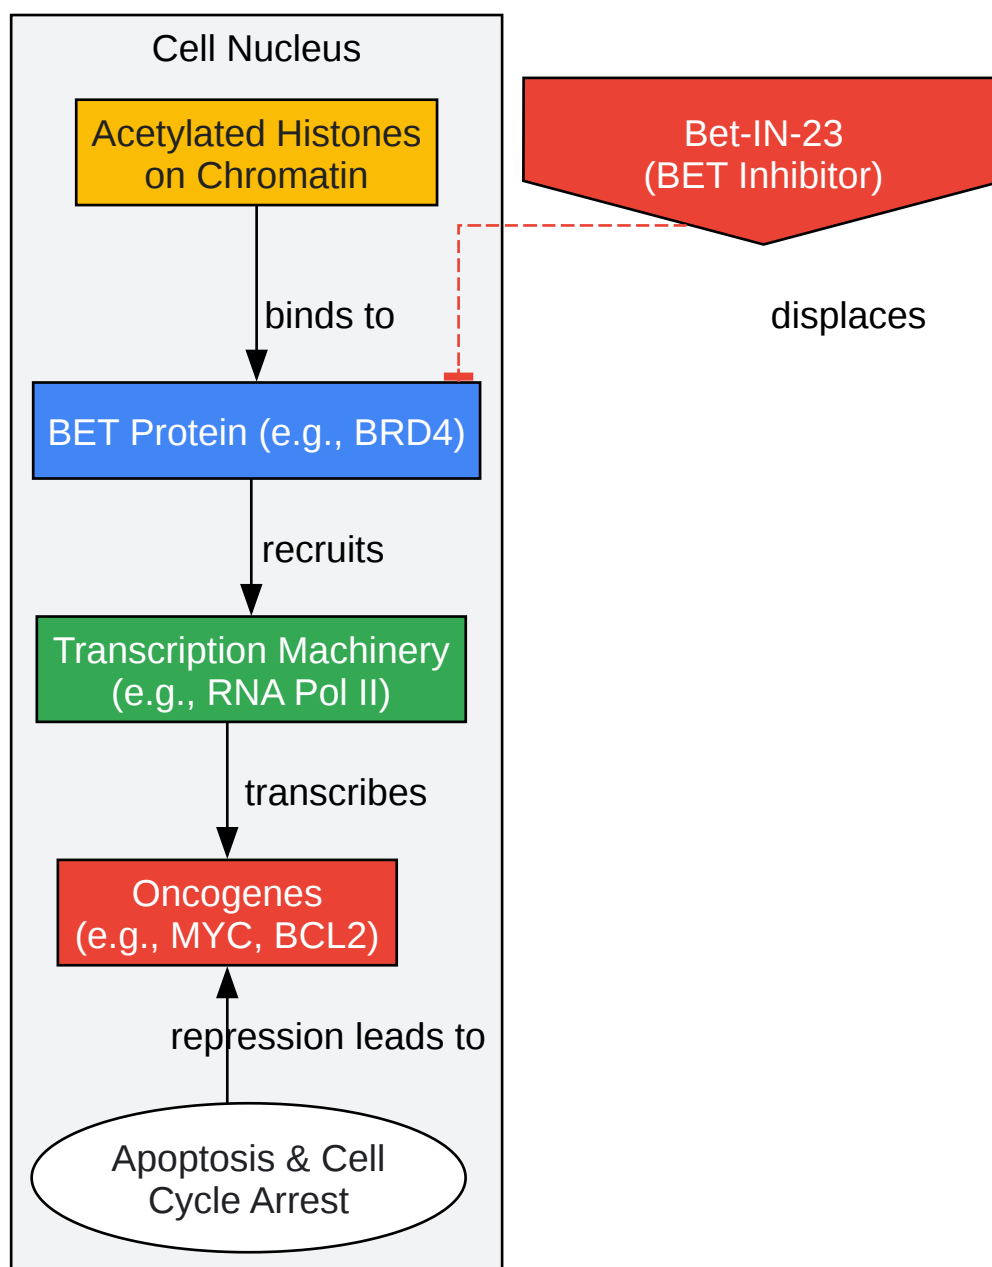 Cell Nucleus
Acetylated Histones
on Chromatin
Bet-IN-23
(BET Inhibitor)
binds to
displaces
BET Protein (e.g., BRD4)
recruits
Transcription Machinery
(e.g., RNA Pol II)
transcribes
Oncogenes
(e.g., MYC, BCL2)
repression leads to
Apoptosis & Cell
Cycle Arrest